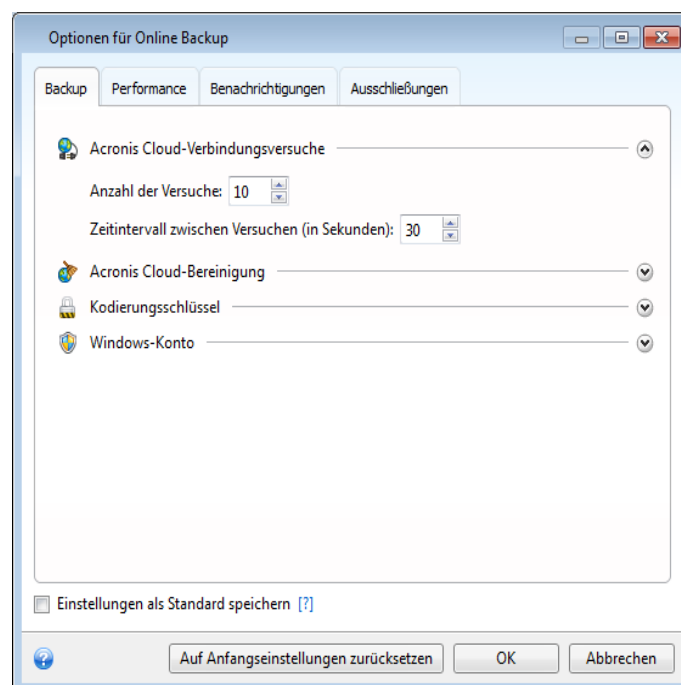 Optionen für Online Backup
Backup Performance Benachrichtigungen Ausschließungen
Acronis Cloud-Verbindungsversuche
Anzahl der Versuche: 10
Zeitintervall zwischen Versuchen (in Sekunden): 30
Acronis Cloud-Bereinigung
Kodierungsschlüssel
Windows-Konto
Einstellungen als Standard speichern [?]
Auf Anfangseinstellungen zurücksetzen OK Abbrechen